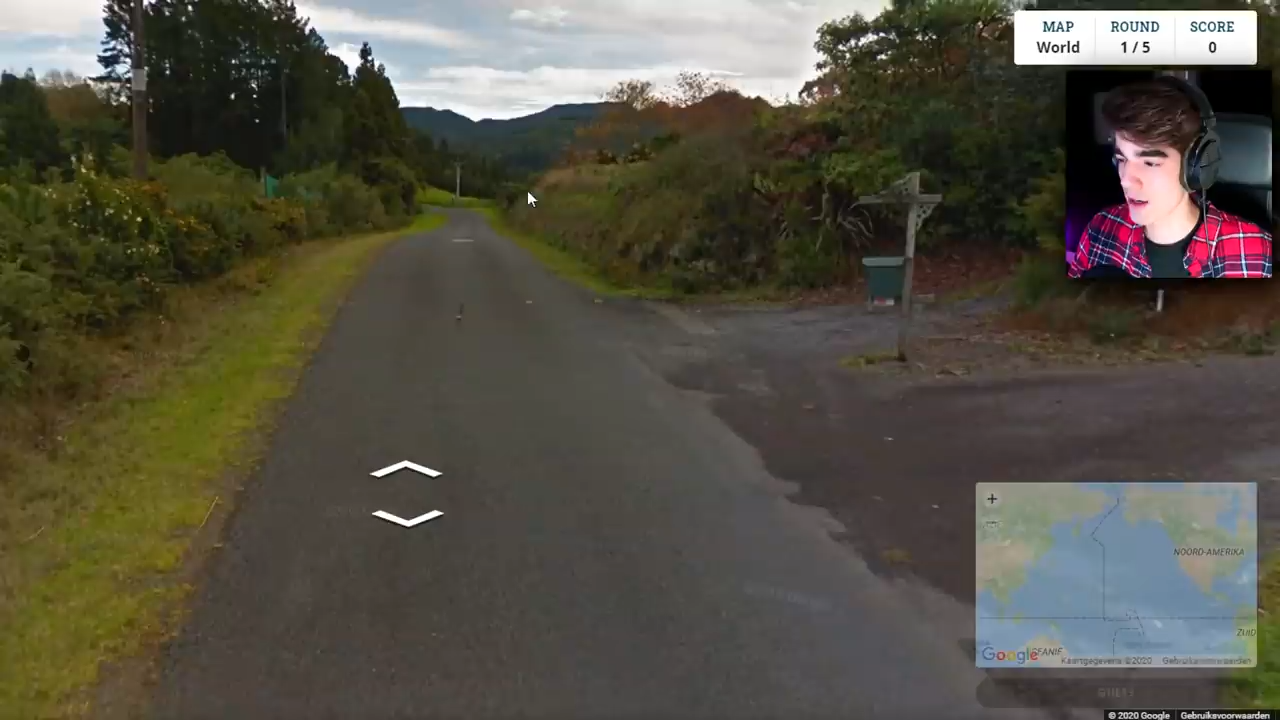 MAP ROUND SCORE
World 1 / 5 0
NOORD-AMERIKA
ZUID
Google
Kaartgegevens ©2020 Gebruiksvoorwaarden
© 2020 Google Gebruiksvoorwaarden